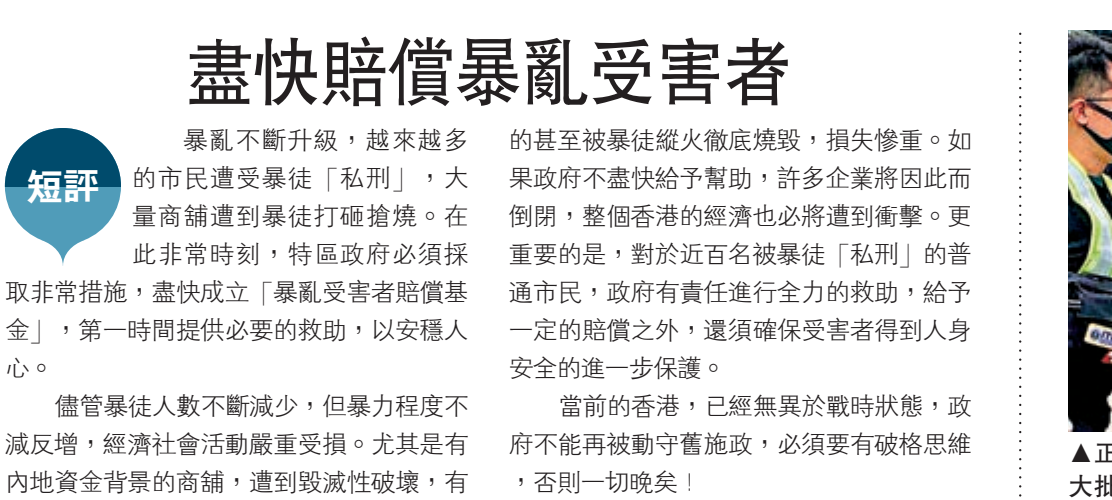 盡快賠償暴亂受害者
短評
暴亂不斷升級，越來越多
的市民遭受暴徒「私刑」，大
量商舖遭到暴徒打砸搶燒。在
此非常時刻，特區政府必須採
取非常措施，盡快成立「暴亂受害者賠償基
金」，第一時間提供必要的救助，以安穩人
心。
儘管暴徒人數不斷減少，但暴力程度不
減反增，經濟社會活動嚴重受損。尤其是有
內地資金背景的商舖，遭到毀滅性破壞，有
的甚至被暴徒縱火徹底燒毀，損失慘重。如
果政府不盡快給予幫助，許多企業將因此而
倒閉，整個香港的經濟也必將遭到衝擊。更
重要的是，對於近百名被暴徒「私刑」的普
通市民，政府有責任進行全力的救助，給予
一定的賠償之外，還須確保受害者得到人身
安全的進一步保護。
當前的香港，已經無異於戰時狀態，政
府不能再被動守舊施政，必須要有破格思維
，否則一切晚矣！
▲正
大批